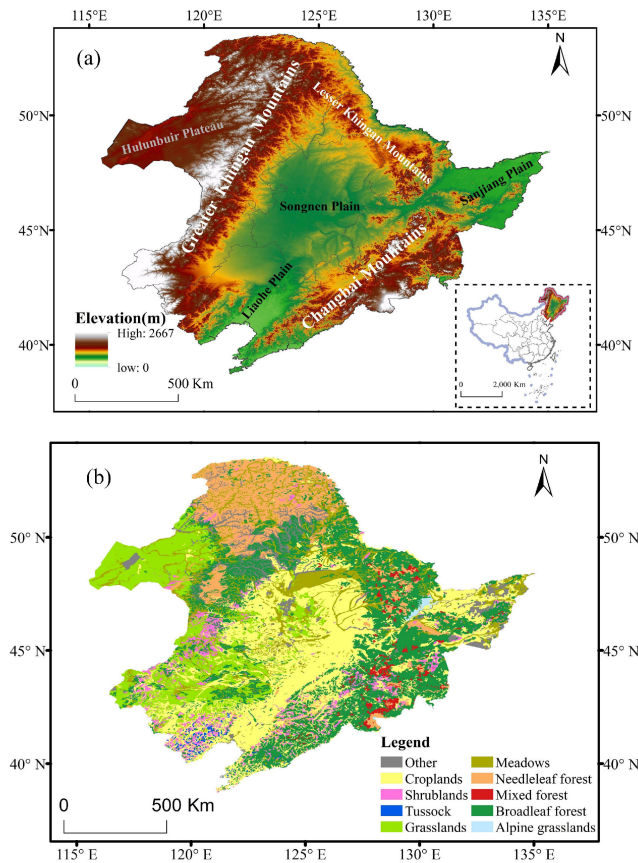 115°E 120°E 125°E 130°E 135°E
(a)
N
50°N
45°N
40°N
50°N
45°N
40°N
Hulunbuir Plateau
Greater Khingan Mountains
Lesser Khingan Mountains
Sanjiang Plain
Songnen Plain
Liaohe Plain
Changbai Mountains
Elevation(m)
High: 2667
low: 0
0 500 Km
0 2,000 Km
(b)
N
50° N
45° N
40° N
50° N
45° N
40° N
Legend
Other
Croplands
Shrublands
Tussock
Grasslands
Meadows
Needleleaf forest
Mixed forest
Broadleaf forest
Alpine grasslands
0 500 Km
115°E 120°E 125°E 130°E 135°E